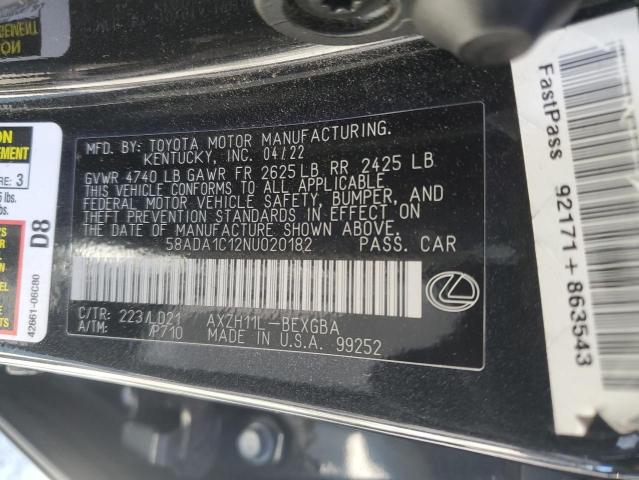 MFD. BY: TOYOTA MOTOR MANUFACTURING.
KENTUCKY, INC. 04/22
GVWR 4740 LB GAWR FR 2625 LB RR 2425 LB
THIS VEHICLE CONFORMS TO ALL APPLICABLE
FEDERAL MOTOR VEHICLE SAFETY, BUMPER, AND
THEFT PREVENTION STANDARDS IN EFFECT ON
THE DATE OF MANUFACTURE SHOWN ABOVE.
58ADA1C12NU020182 PASS. CAR
C/TR: 223/LD21 AXZH11L-BEXGBA
A/TM: /P710 MADE IN U.S.A. 99252
FastPass 92171 + 863543
3
lbs.
D8
42661-06C80